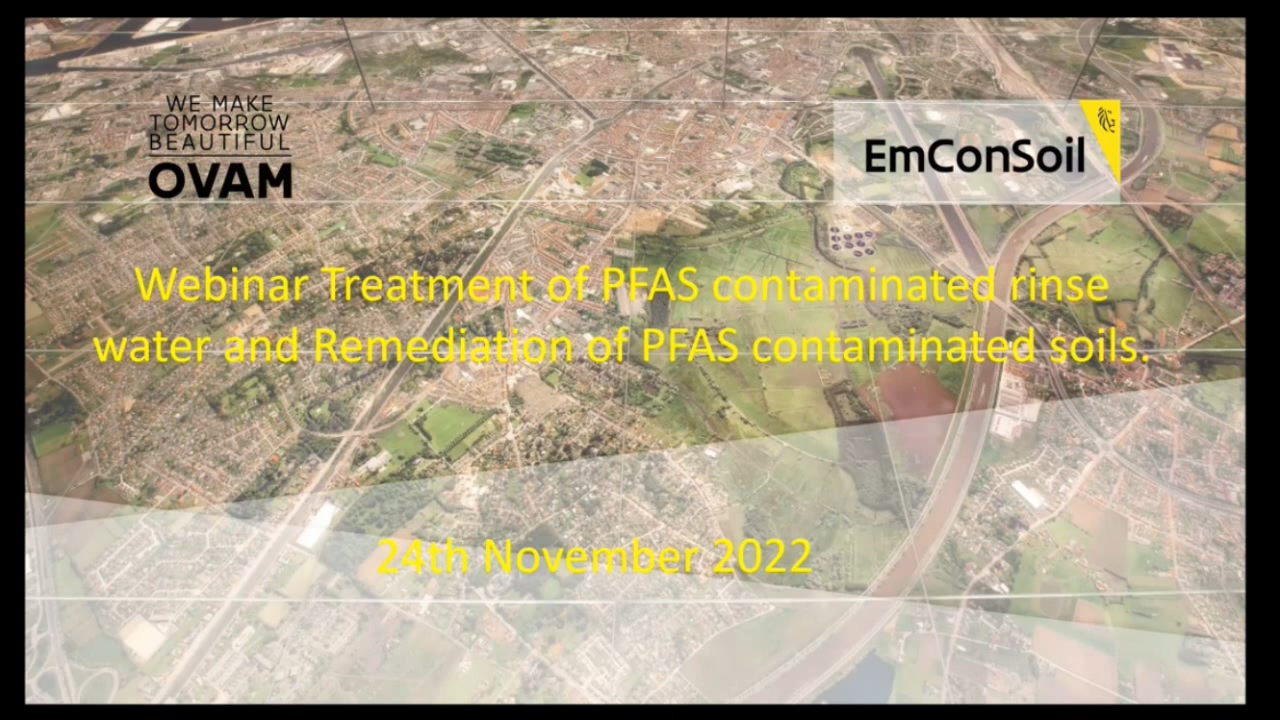 WE MAKE
TOMORROW
BEAUTIFUL
OVAM
EmConSoil
Webinar Treatment of PFAS contaminated rinse
water and Remediation of PFAS contaminated soils.
24th November 2022